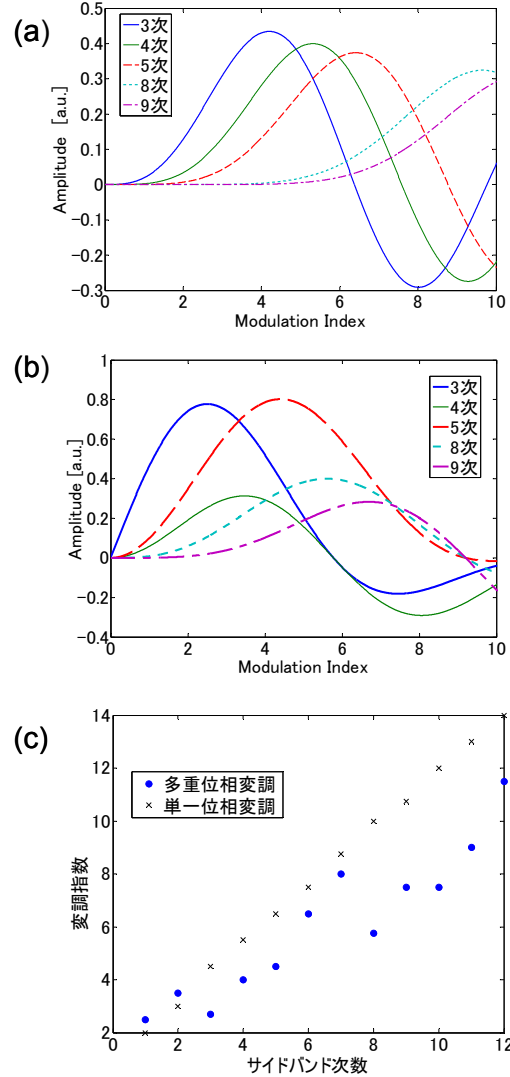 (a)
0.5
0.4
0.3
0.2
0.1
0
−0.1
−0.2
−0.3
Amplitude [a.u.]
3次
4次
5次
8次
9次
0 2 4 6 8 10
Modulation Index
(b)
1
0.8
0.6
0.4
0.2
0
−0.2
−0.4
Amplitude [a.u.]
3次
4次
5次
8次
9次
0 2 4 6 8 10
Modulation Index
(c)
14
12
10
8
6
4
2
変調指数
多重位相変調
単一位相変調
0 2 4 6 8 10 12
サイドバンド次数